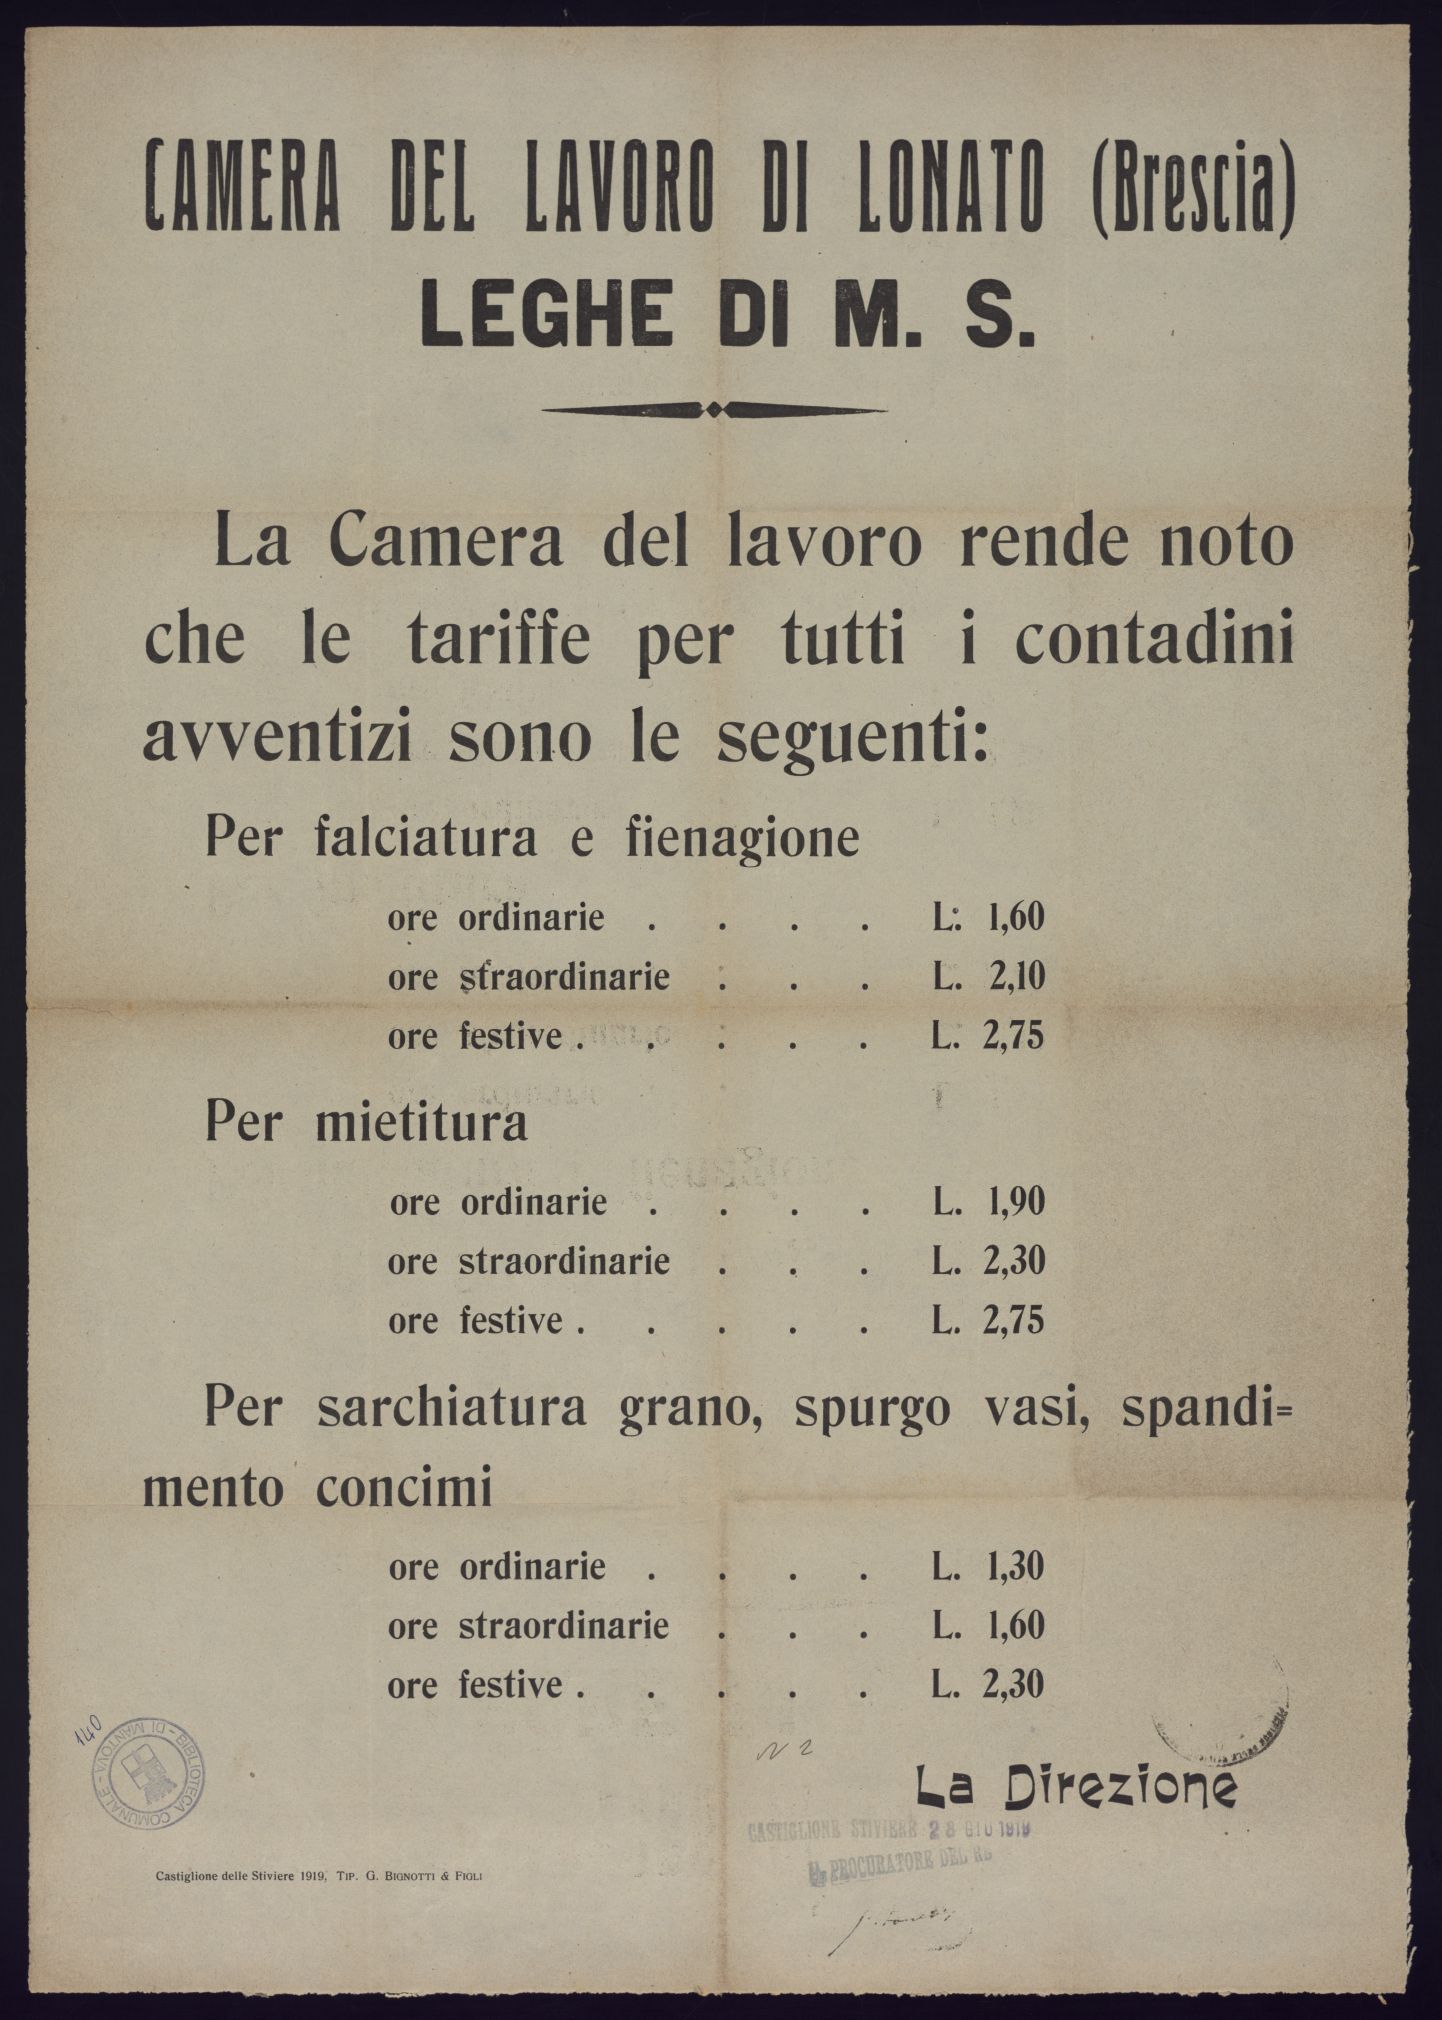 CAMERA DEL LAVORO DI LONATO (Brescia)
LEGHE DI M. S.
La Camera del lavoro rende noto
che le tariffe per tutti i contadini
avventizi sono le seguenti:
Per falciatura e fienagione
ore ordinarie . . . . L. 1,60
ore straordinarie . . . L. 2,10
ore festive . . . . . L. 2,75
Per mietitura
ore ordinarie . . . . L. 1,90
ore straordinarie . . . L. 2,30
ore festive . . . . . L. 2,75
Per sarchiatura grano, spurgo vasi, spandi=
mento concimi
ore ordinarie . . . . L. 1,30
ore straordinarie . . . L. 1,60
ore festive . . . . . L. 2,30
140
BIBLIOTECA COMUNALE - DI MANTOVA -
N 2
La Direzione
CASTIGLIONE STIVIERE 28 GIU 1919
IL PROCURATORE DEL RE
Castiglione delle Stiviere 1919, TIP. G. BIGNOTTI & FIGLI